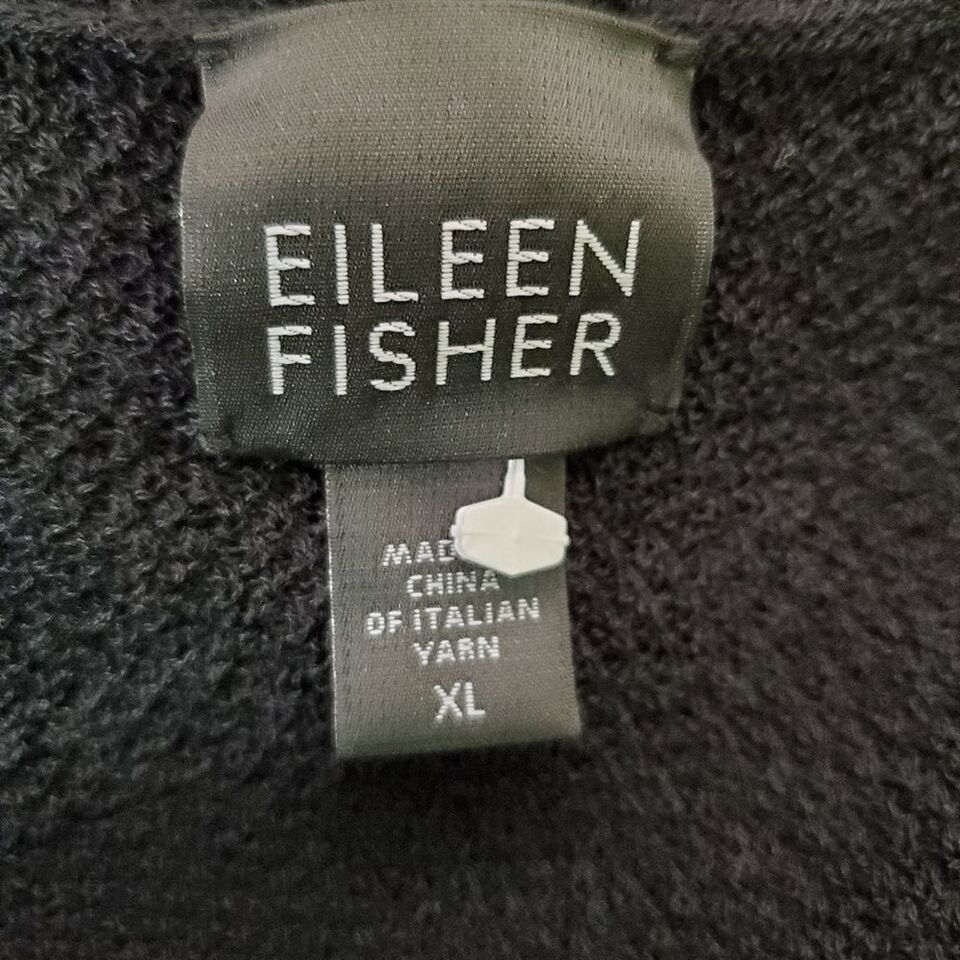 EILEEN
FISHER
MAD
CHINA
OF ITALIAN
YARN
XL